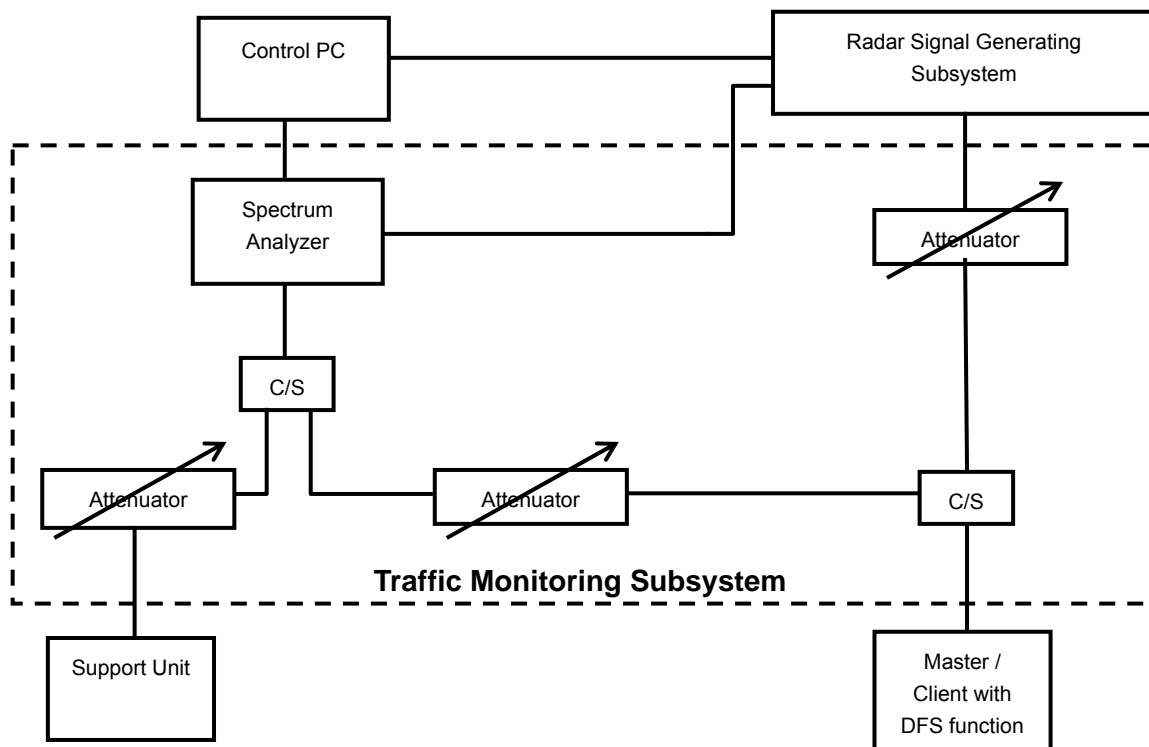 Control PC
Radar Signal Generating
Subsystem
Spectrum
Analyzer
Attenuator
C/S
Attenuator
Attenuator
C/S
Traffic Monitoring Subsystem
Support Unit
Master /
Client with
DFS function